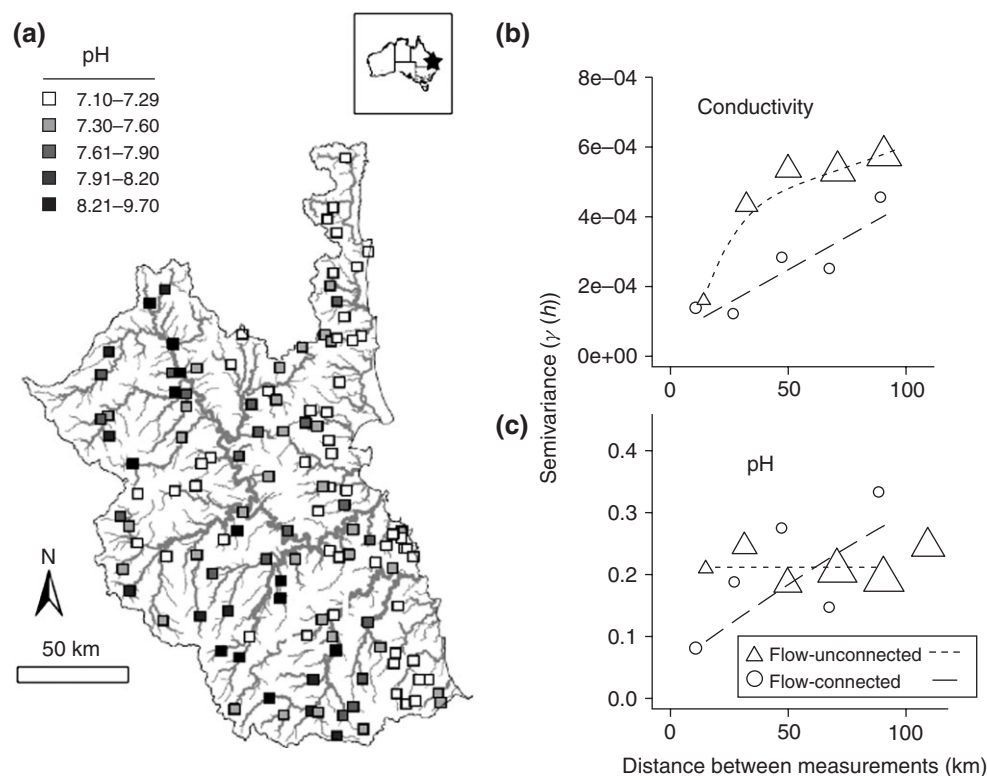 (a)
pH
7.10–7.29
7.30–7.60
7.61–7.90
7.91–8.20
8.21–9.70
N
50 km
(b)
8e–04
6e–04
4e–04
2e–04
0e+00
Conductivity
0
50
100
Semivariance (γ (h))
(c)
0.4
0.3
0.2
0.1
0.0
pH
Flow-unconnected
Flow-connected
0
50
100
Distance between measurements (km)